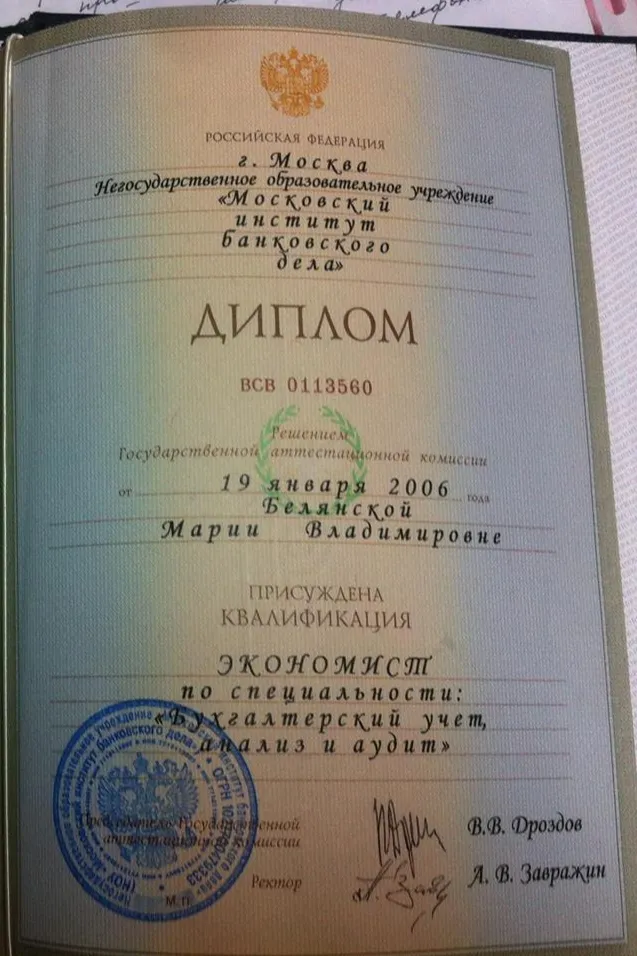 РОССИЙСКАЯ ФЕДЕРАЦИЯ
г. Москва
Негосударственное образовательное учреждение
«Московский
институт
банковского
дела»
ДИПЛОМ
ВСВ 0113560
Решением
Государственной аттестационной комиссии
от 19 января 2006 года
Белянской
Марии Владимировне
ПРИСУЖДЕНА
КВАЛИФИКАЦИЯ
ЭКОНОМИСТ
по специальности:
«Бухгалтерский учет,
анализ и аудит»
Председатель Государственной
аттестационной комиссии
В.В. Дроздов
Ректор
А. В. Завражин
М. п.